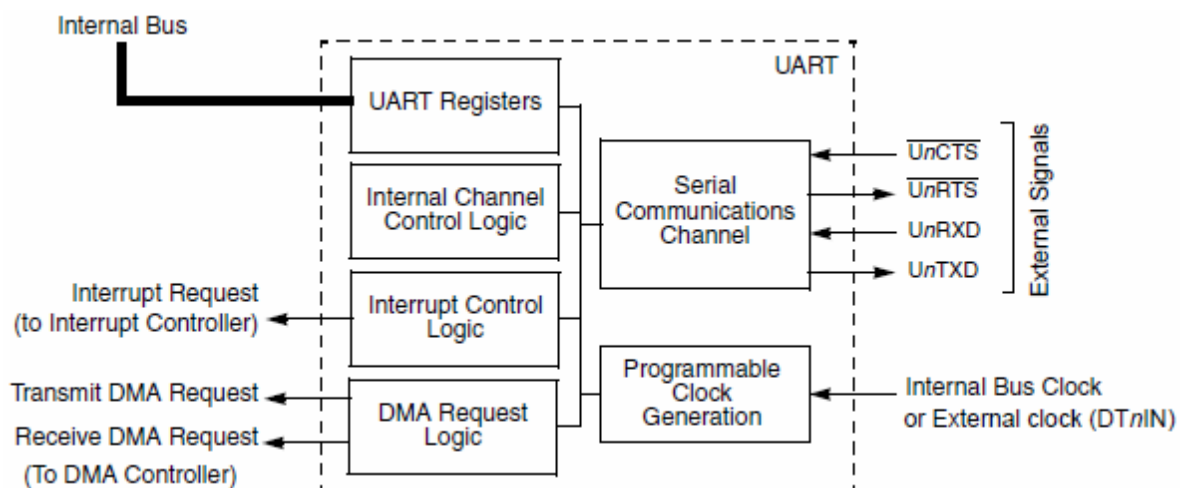 Internal Bus
UART
UART Registers
Internal Channel
Control Logic
Serial
Communications
Channel
UnCTS
UnRTS
UnRXD
UnTXD
External Signals
Interrupt Request
(to Interrupt Controller)
Interrupt Control
Logic
Transmit DMA Request
Receive DMA Request
(To DMA Controller)
DMA Request
Logic
Programmable
Clock
Generation
Internal Bus Clock
or External clock (DTnIN)